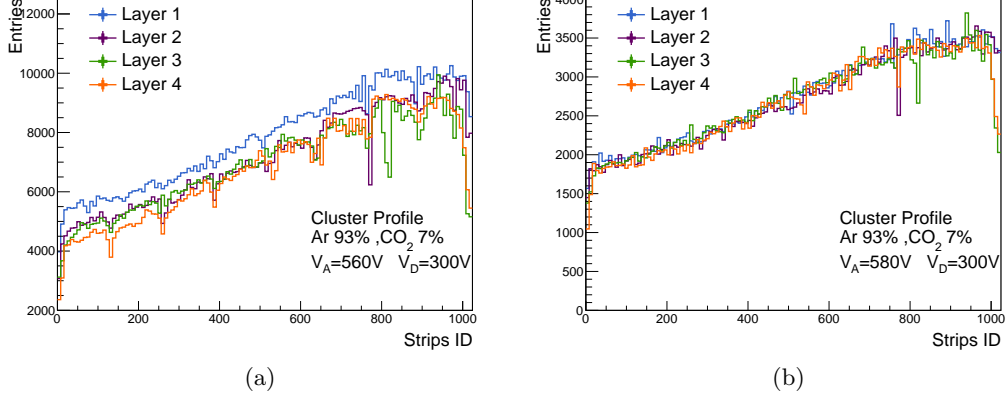 Entries
12000
10000
8000
6000
4000
2000
Layer 1
Layer 2
Layer 3
Layer 4
Cluster Profile
Ar 93% ,CO2 7%
VA=560V VD=300V
0 200 400 600 800 1000
Strips ID
(a)
Entries
4000
3500
3000
2500
2000
1500
1000
500
0
Layer 1
Layer 2
Layer 3
Layer 4
Cluster Profile
Ar 93% ,CO2 7%
VA=580V VD=300V
0 200 400 600 800 1000
Strips ID
(b)